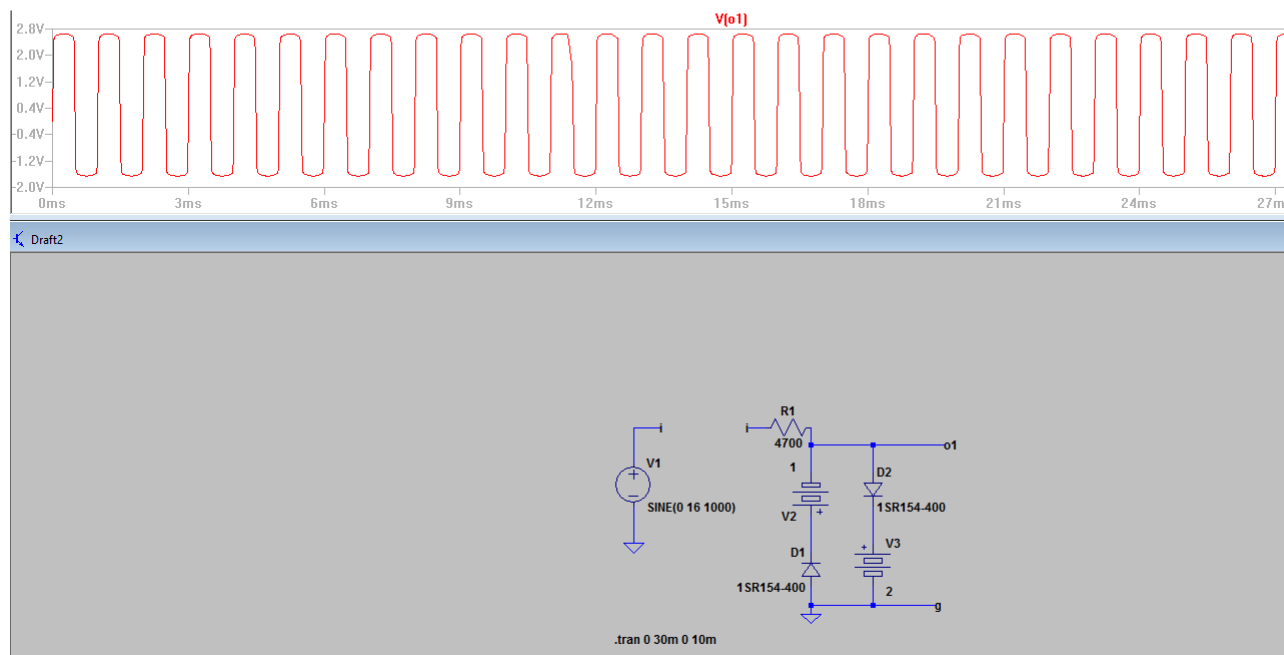 V(o1)
2.8V
2.0V
1.2V
0.4V
-0.4V
-1.2V
-2.0V
0ms 3ms 6ms 9ms 12ms 15ms 18ms 21ms 24ms 27m
Draft2
R1
i i
4700
o1
V1
1
D2
SINE(0 16 1000)
1SR154-400
V2
+
D1
+
V3
1SR154-400
2
g
.tran 0 30m 0 10m